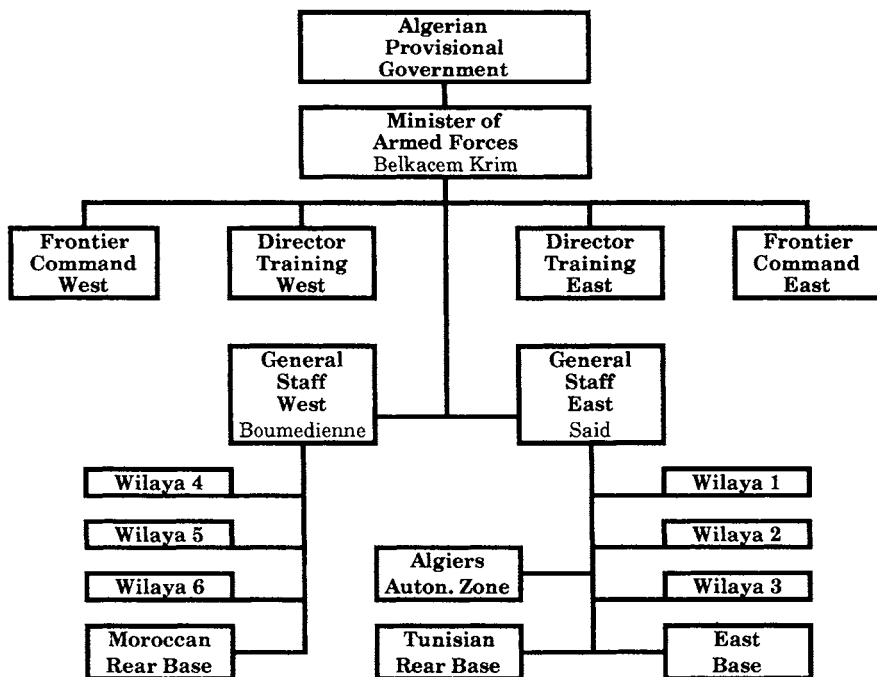 Algerian
Provisional
Government
Minister of
Armed Forces
Belkacem Krim
Frontier
Command
West
Director
Training
West
Director
Training
East
Frontier
Command
East
General
Staff
West
Boumedienne
General
Staff
East
Said
Wilaya 4
Wilaya 5
Wilaya 6
Moroccan
Rear Base
Wilaya 1
Wilaya 2
Algiers
Auton. Zone
Wilaya 3
Tunisian
Rear Base
East
Base